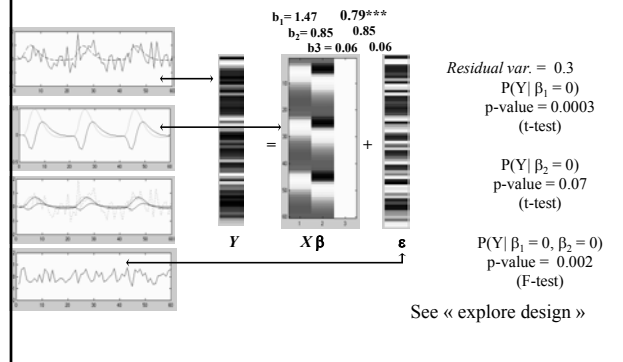 b₁= 1.47 0.79***
b₂= 0.85 0.85
b3 = 0.06 0.06
=
+
Y
X β
ε
Residual var. = 0.3
P(Y| β₁ = 0)
p-value = 0.0003
(t-test)
P(Y| β₂ = 0)
p-value = 0.07
(t-test)
P(Y| β₁ = 0, β₂ = 0)
p-value = 0.002
(F-test)
See « explore design »